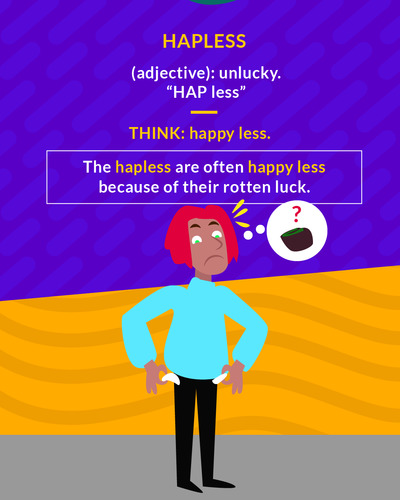 HAPLESS
(adjective): unlucky.
“HAP less”
THINK: happy less.
The hapless are often happy less
because of their rotten luck.
?